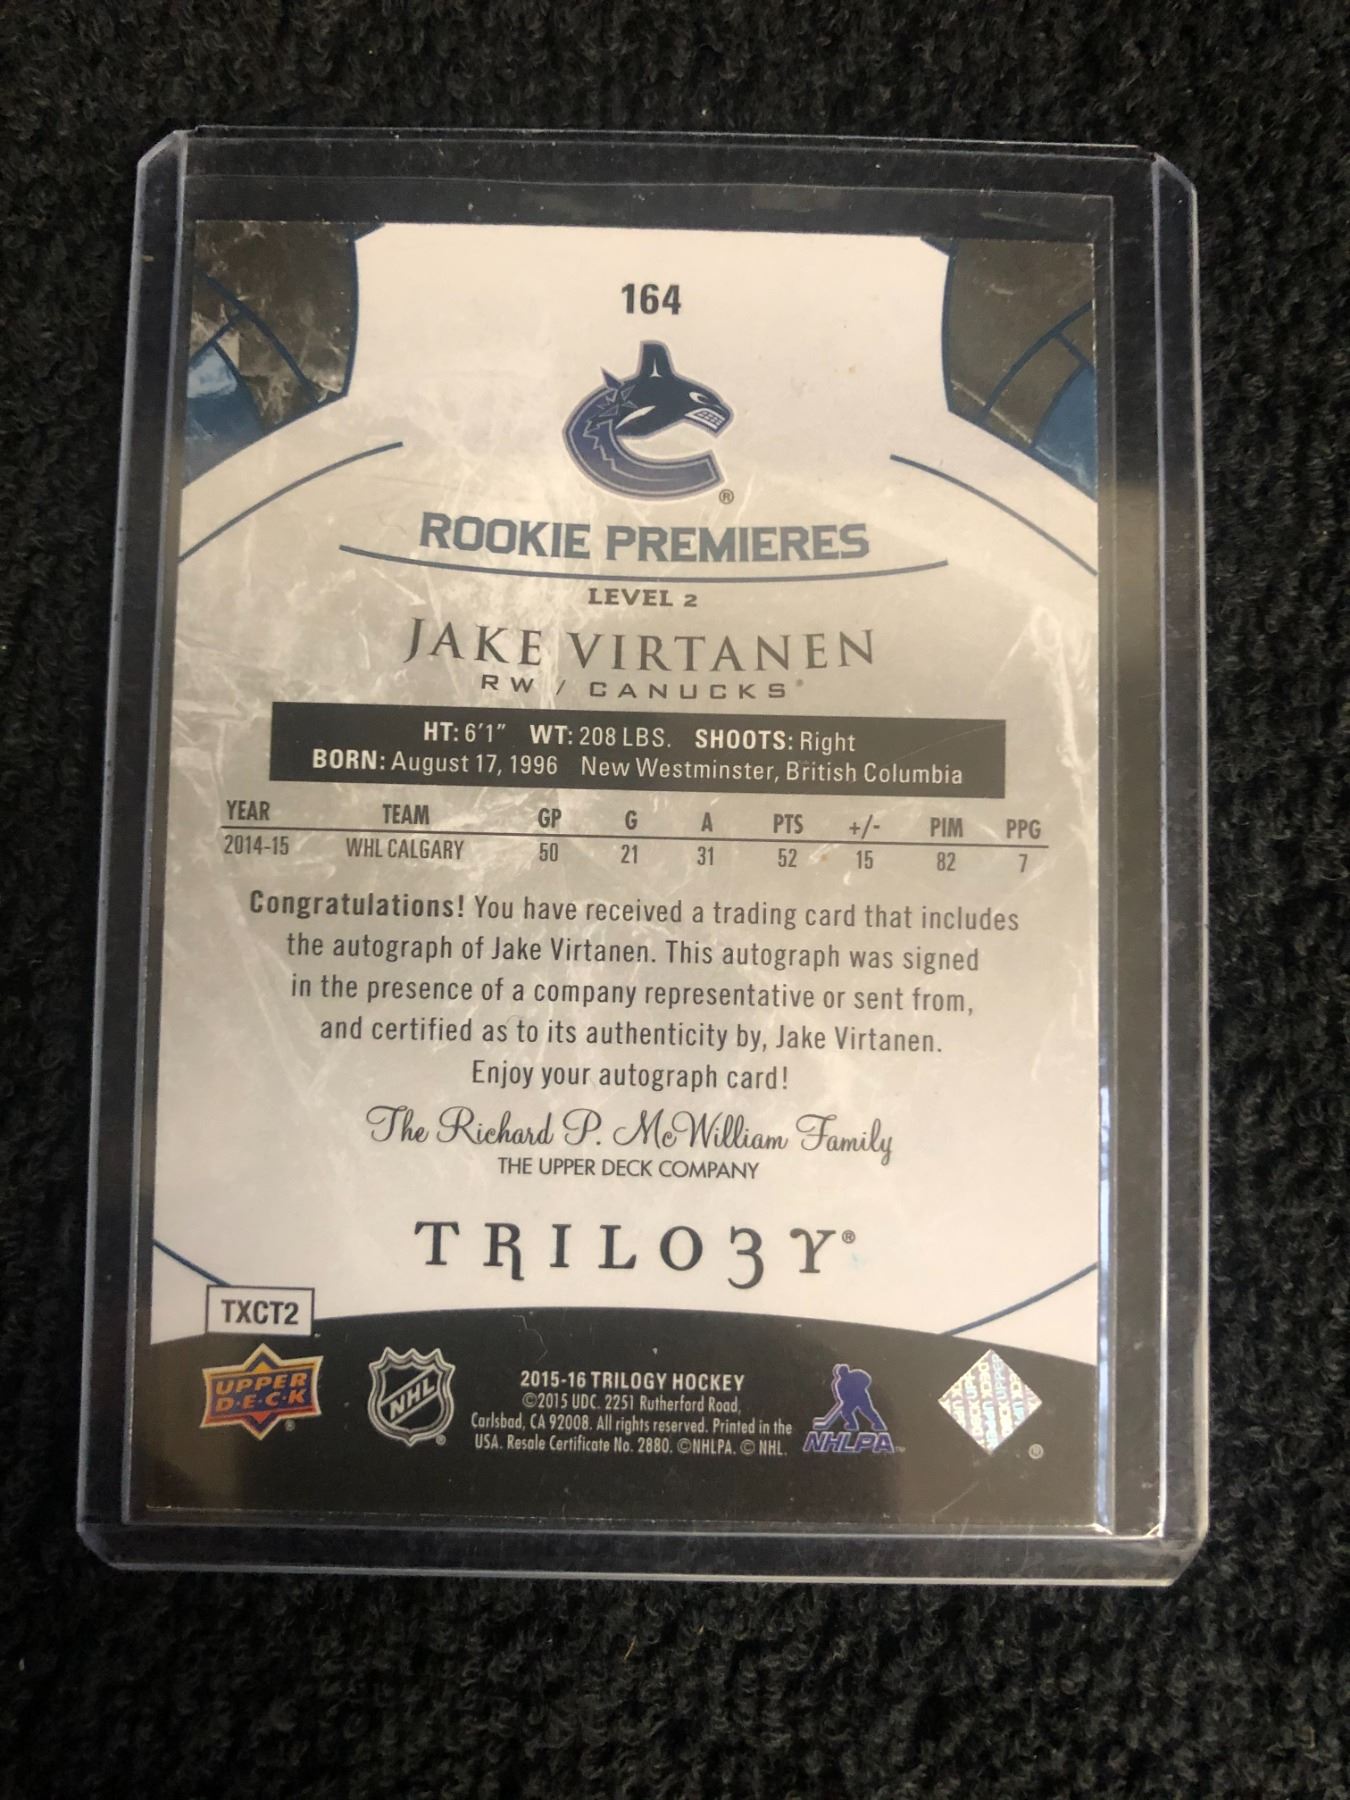 164
®
ROOKIE PREMIERES
LEVEL 2
JAKE VIRTANEN
RW / CANUCKS®
HT: 6'1" WT: 208 LBS. SHOOTS: Right
BORN: August 17, 1996 New Westminster, British Columbia
YEAR TEAM GP G A PTS +/- PIM PPG
2014-15 WHL CALGARY 50 21 31 52 15 82 7
Congratulations! You have received a trading card that includes
the autograph of Jake Virtanen. This autograph was signed
in the presence of a company representative or sent from,
and certified as to its authenticity by, Jake Virtanen.
Enjoy your autograph card!
The Richard P. McWilliam Family
THE UPPER DECK COMPANY
TRILO3Y®
TXCT2
UPPER
D·E·C·K
®
NHL
®
2015-16 TRILOGY HOCKEY
©2015 UDC. 2251 Rutherford Road,
Carlsbad, CA 92008. All rights reserved. Printed in the
USA. Resale Certificate No. 2880. ©NHLPA. © NHL.
NHLPA™
®